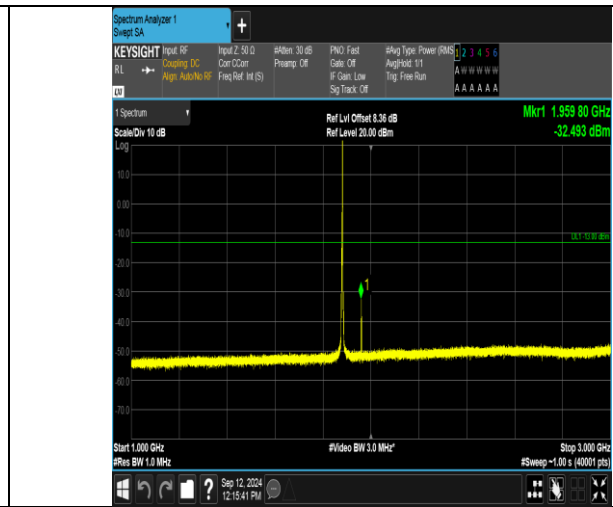 Spectrum Analyzer 1
Swept SA
+
KEYSIGHT Input: RF Input Z: 50 Ω #Atten: 30 dB PNO: Fast #Avg Type: Power (RMS 1 2 3 4 5 6
RL Coupling: DC Corr CCorr Preamp: Off Gate: Off Avg|Hold: 1/1 A W W W W W
Align: Auto/No RF Freq Ref: Int (S) IF Gain: Low Trig: Free Run
LXI Sig Track: Off A A A A A A
1 Spectrum Ref Lvl Offset 8.36 dB Mkr1 1.959 80 GHz
Scale/Div 10 dB Ref Level 20.00 dBm -32.493 dBm
Log
10.0
0.00
-10.0 DL1 -13.00 dBm
-20.0
-30.0 1
-40.0
-50.0
-60.0
-70.0
Start 1.000 GHz #Video BW 3.0 MHz* Stop 3.000 GHz
#Res BW 1.0 MHz #Sweep ~1.00 s (40001 pts)
? Sep 12, 2024
12:15:41 PM